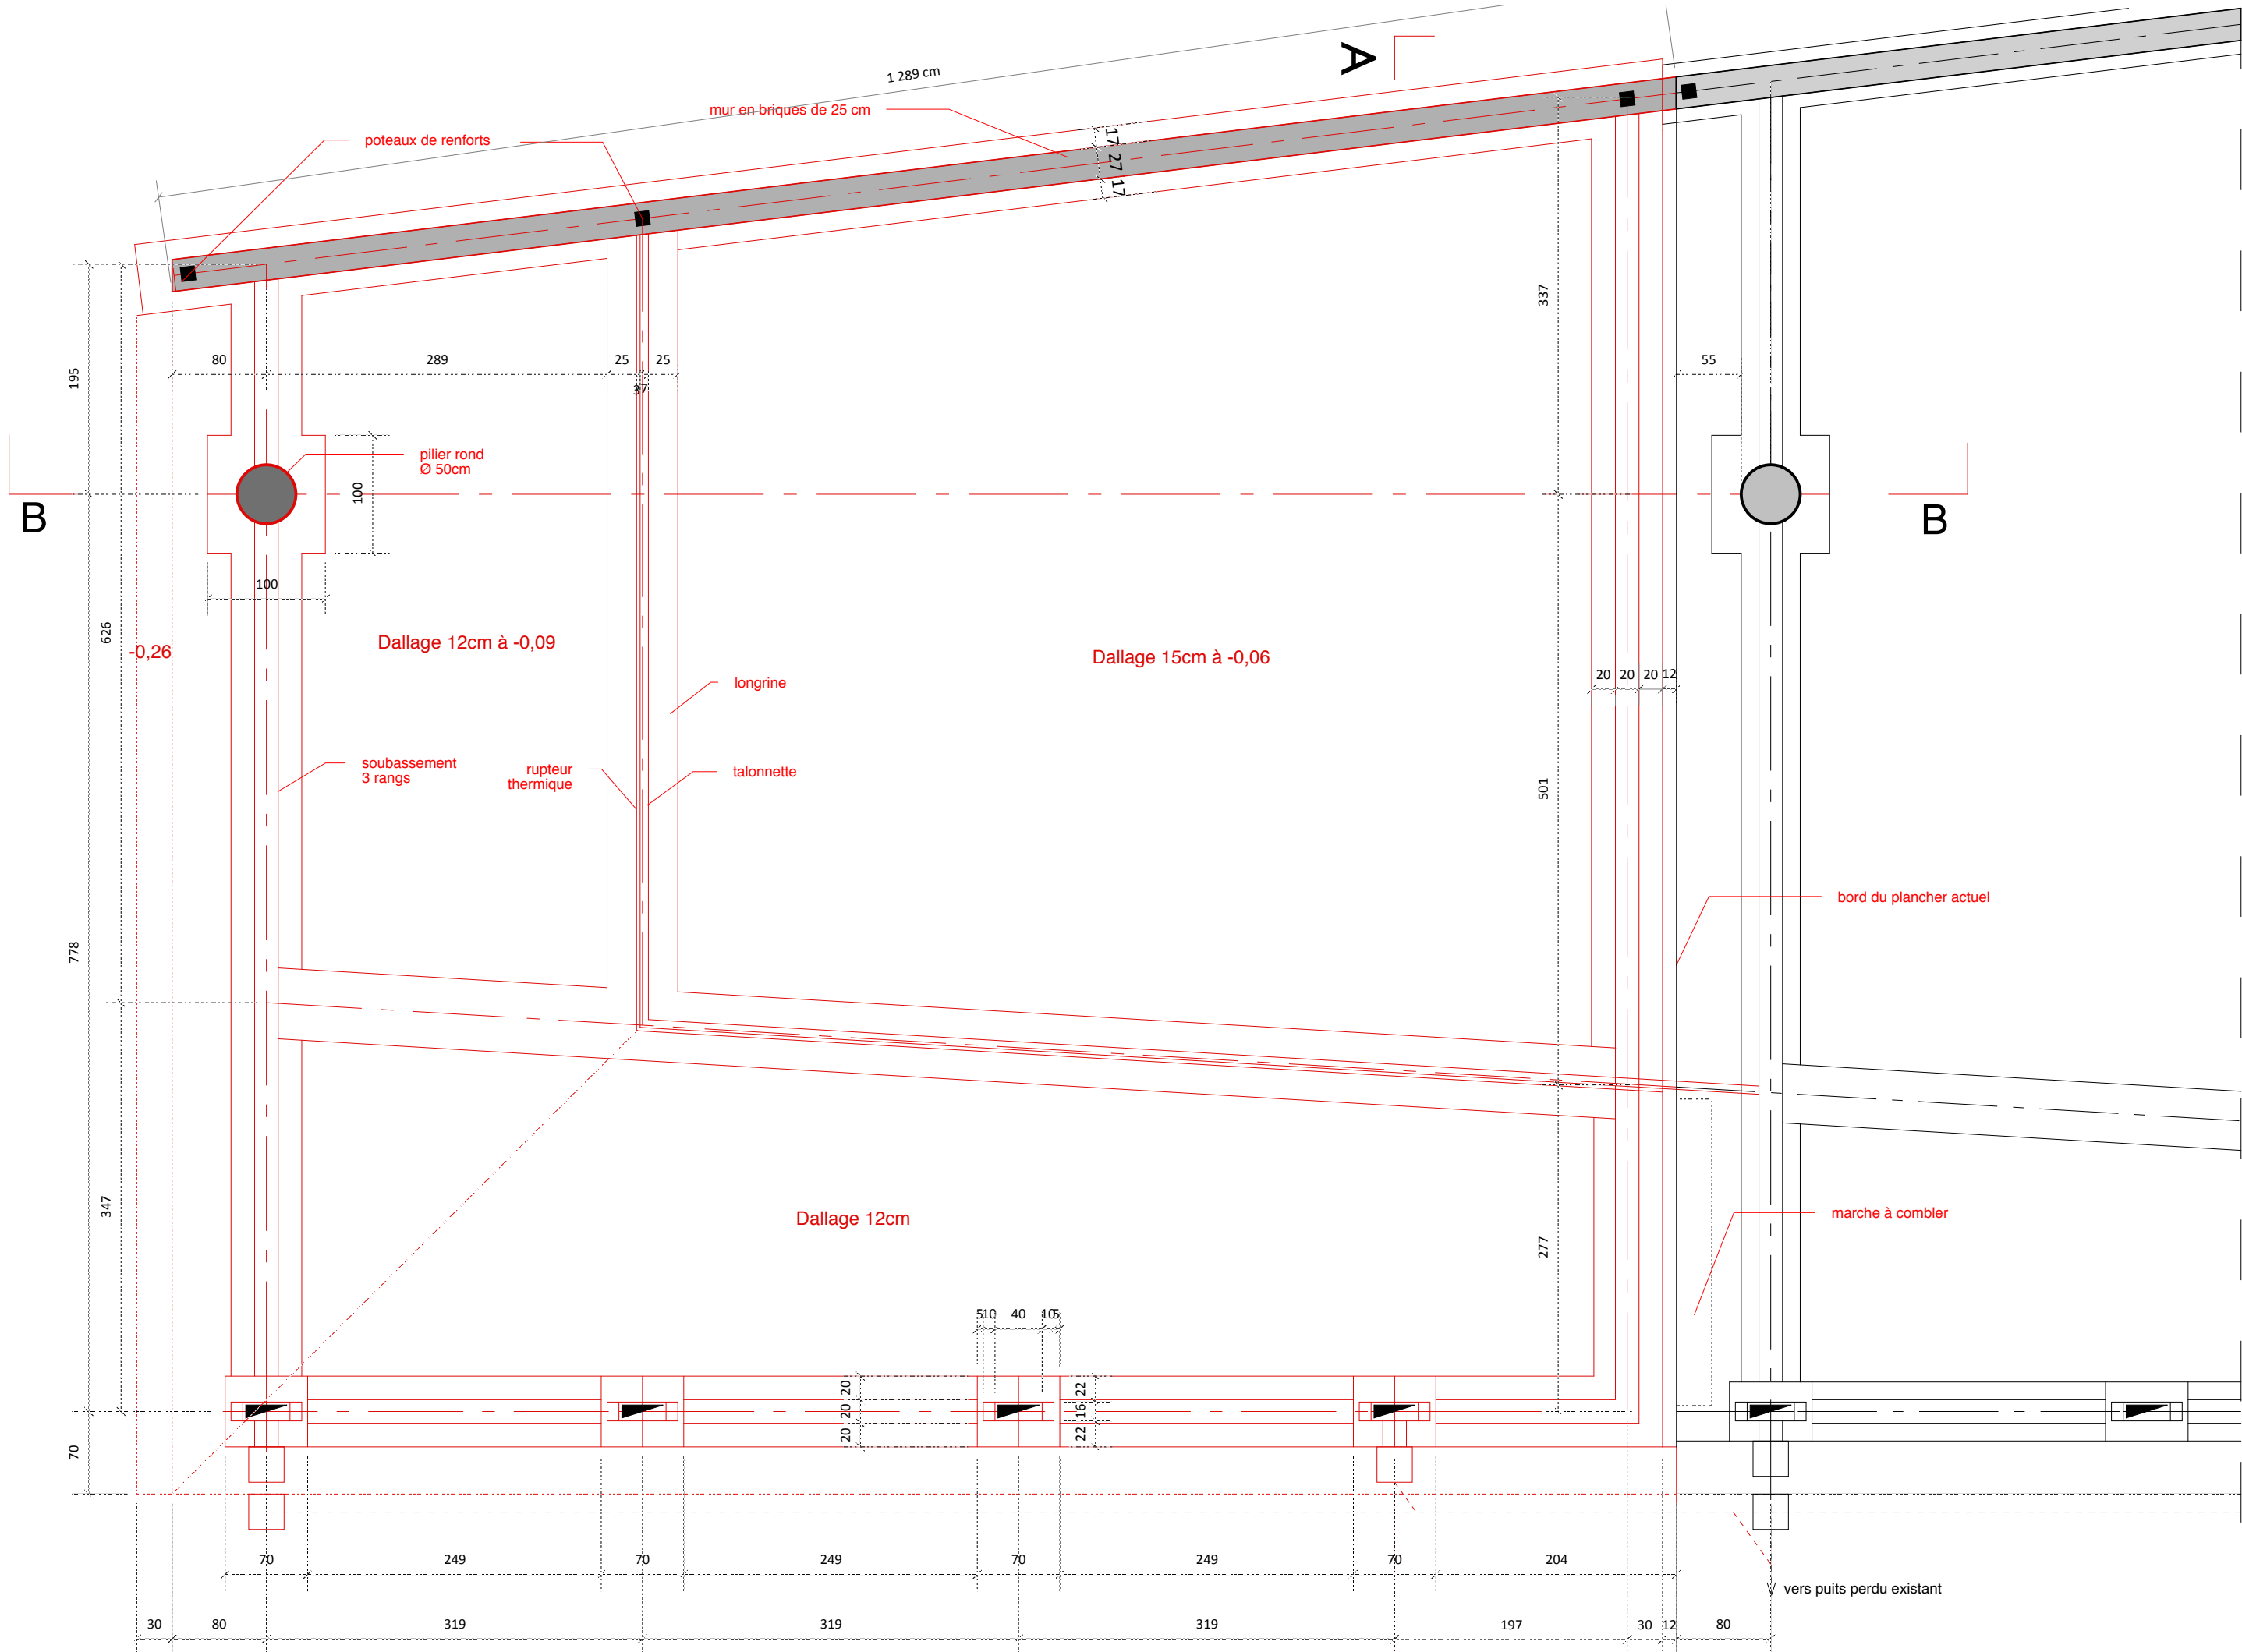 1 289 cm
A
mur en briques de 25 cm
poteaux de renforts
17
27
17
337
80
289
25
25
37
55
195
pilier rond
Ø 50cm
100
B
B
100
626
-0,26
Dallage 12cm à -0,09
Dallage 15cm à -0,06
longrine
20
20
20
12
soubassement
3 rangs
rupteur
thermique
talonnette
501
bord du plancher actuel
778
347
Dallage 12cm
marche à combler
277
5
10
40
10
5
20
20
20
22
16
22
70
70
249
70
249
70
249
70
204
vers puits perdu existant
30
80
319
319
319
197
30
12
80